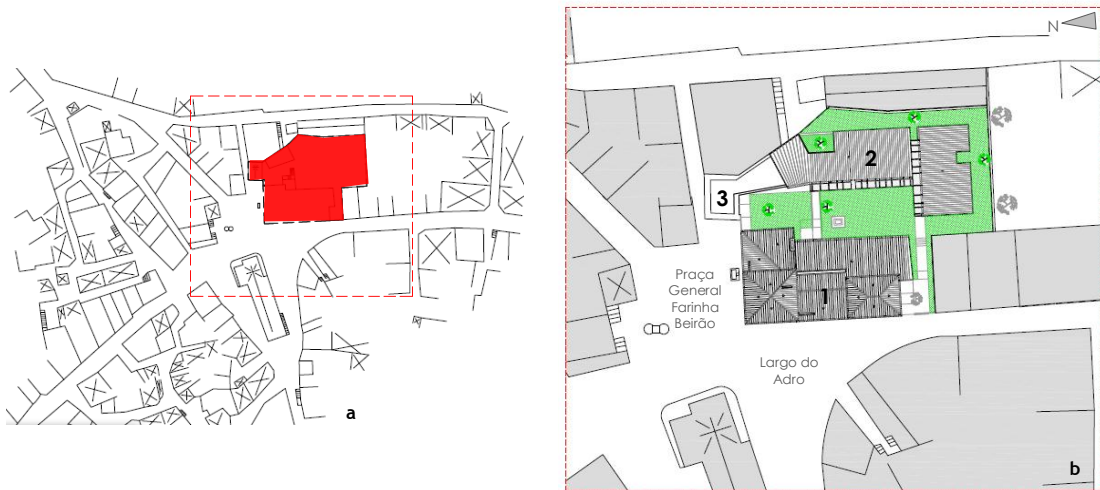 a
N
2
3
1
Praça
General
Farinha
Beirão
Largo do
Adro
b